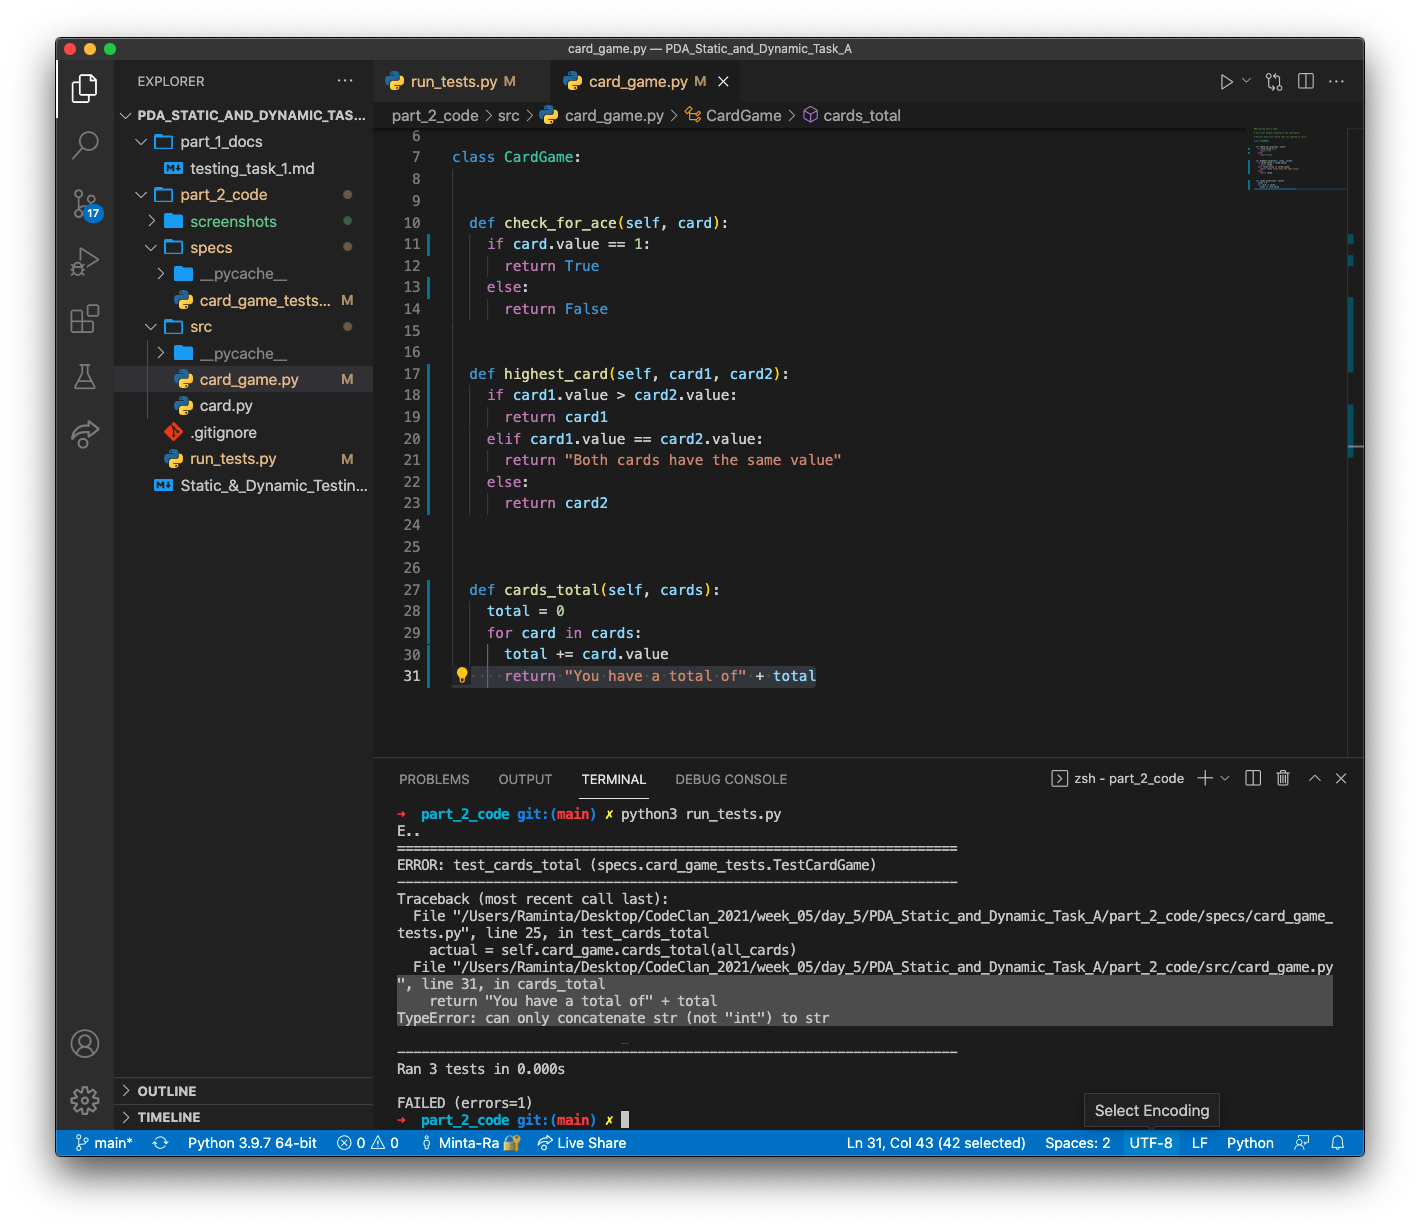 card_game.py — PDA_Static_and_Dynamic_Task_A
EXPLORER
PDA_STATIC_AND_DYNAMIC_TAS...
part_1_docs
testing_task_1.md
part_2_code
screenshots
specs
__pycache__
card_game_tests... M
src
__pycache__
card_game.py M
card.py
.gitignore
run_tests.py M
Static_&_Dynamic_Testin...
OUTLINE
TIMELINE
17
run_tests.py M
card_game.py M
part_2_code > src > card_game.py > CardGame > cards_total
6
7 class CardGame:
8
9
10 def check_for_ace(self, card):
11 if card.value == 1:
12 return True
13 else:
14 return False
15
16
17 def highest_card(self, card1, card2):
18 if card1.value > card2.value:
19 return card1
20 elif card1.value == card2.value:
21 return "Both cards have the same value"
22 else:
23 return card2
24
25
26
27 def cards_total(self, cards):
28 total = 0
29 for card in cards:
30 total += card.value
31 return "You have a total of" + total
PROBLEMS OUTPUT TERMINAL DEBUG CONSOLE
zsh - part_2_code
→ part_2_code git:(main) ✗ python3 run_tests.py
E..
======================================================================
ERROR: test_cards_total (specs.card_game_tests.TestCardGame)
----------------------------------------------------------------------
Traceback (most recent call last):
File "/Users/Raminta/Desktop/CodeClan_2021/week_05/day_5/PDA_Static_and_Dynamic_Task_A/part_2_code/specs/card_game_
tests.py", line 25, in test_cards_total
actual = self.card_game.cards_total(all_cards)
File "/Users/Raminta/Desktop/CodeClan_2021/week_05/day_5/PDA_Static_and_Dynamic_Task_A/part_2_code/src/card_game.py
", line 31, in cards_total
return "You have a total of" + total
TypeError: can only concatenate str (not "int") to str
----------------------------------------------------------------------
Ran 3 tests in 0.000s
FAILED (errors=1)
→ part_2_code git:(main) ✗
Select Encoding
main* Python 3.9.7 64-bit 0 0 Minta-Ra Live Share Ln 31, Col 43 (42 selected) Spaces: 2 UTF-8 LF Python